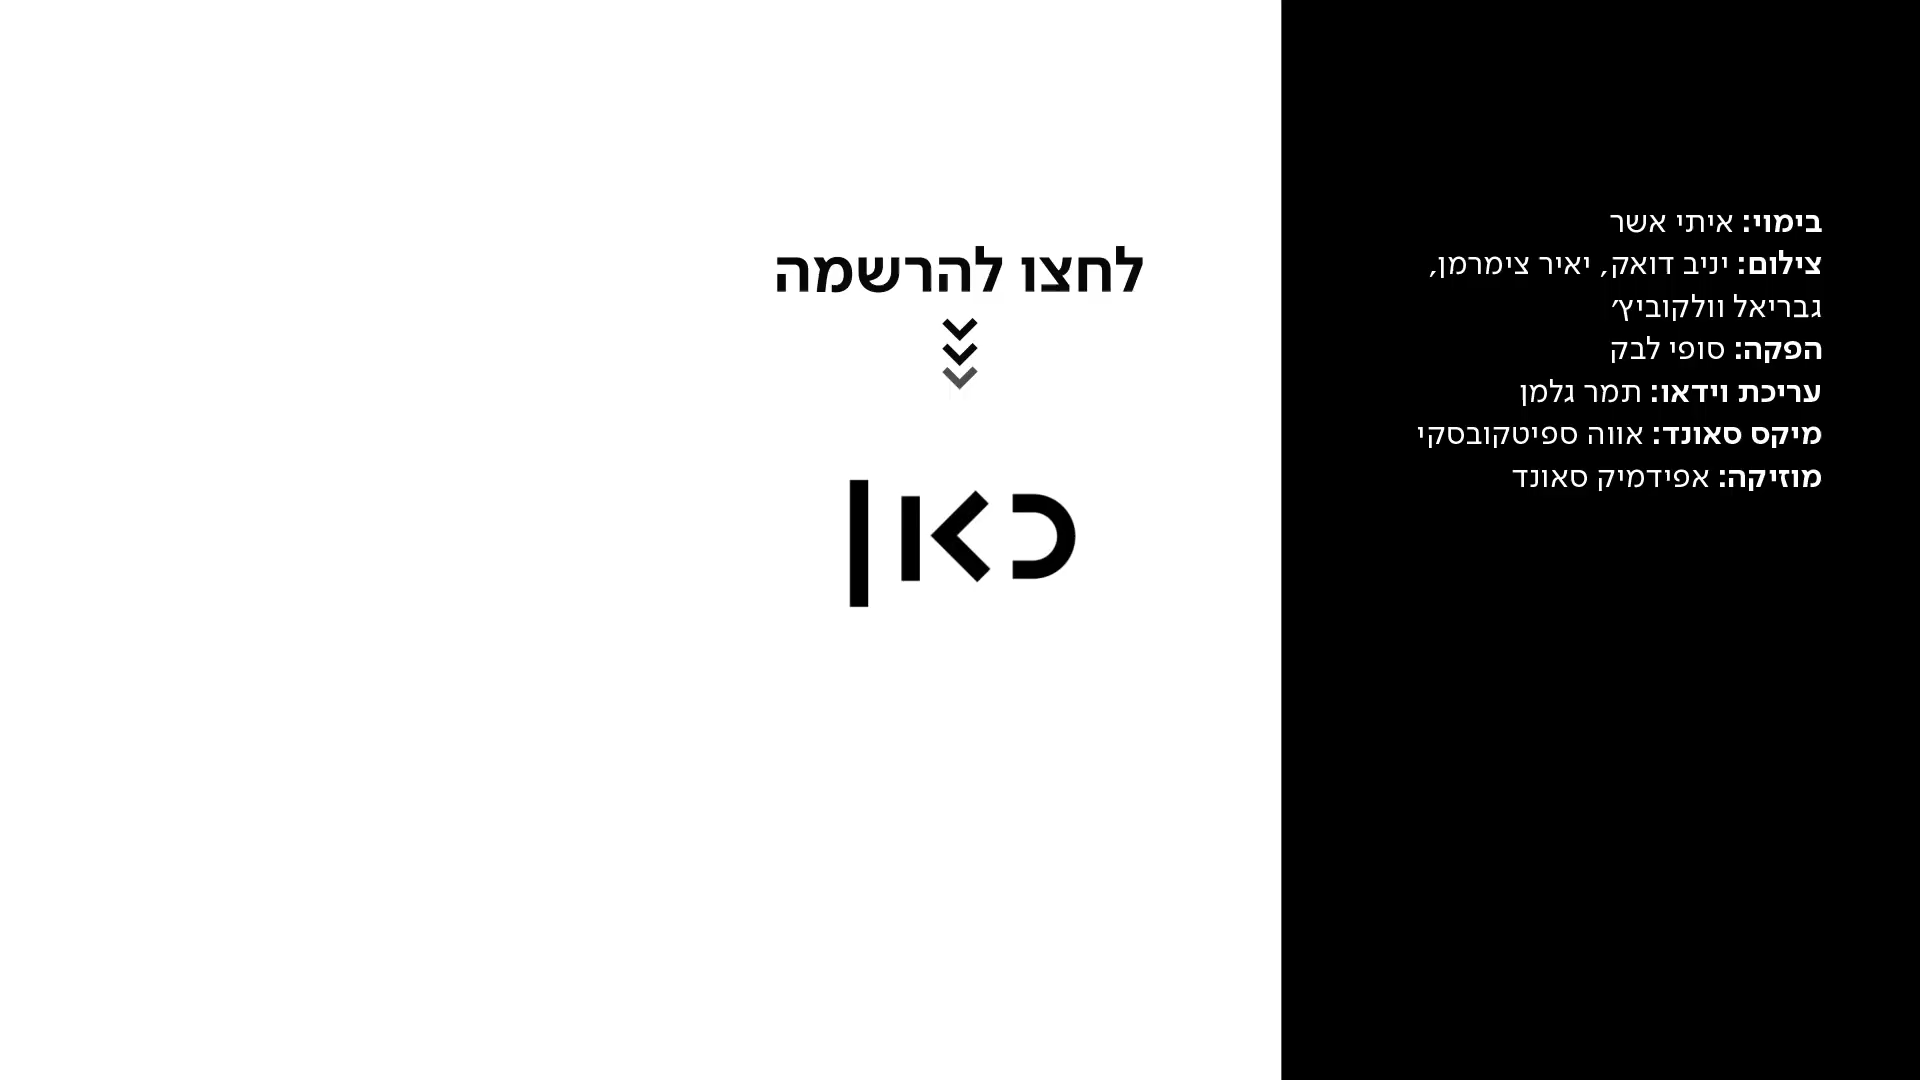 בימוי: איתי אשר
צילום: יניב דואק, יאיר צימרמן,
גבריאל וולקוביץ׳
הפקה: סופי לבק
עריכת וידאו: תמר גלמן
מיקס סאונד: אווה ספיטקובסקי
מוזיקה: אפידמיק סאונד
לחצו להרשמה
כאן